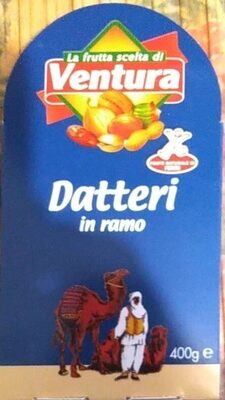 La frutta scelta di
Ventura
Datteri
in ramo
400g e